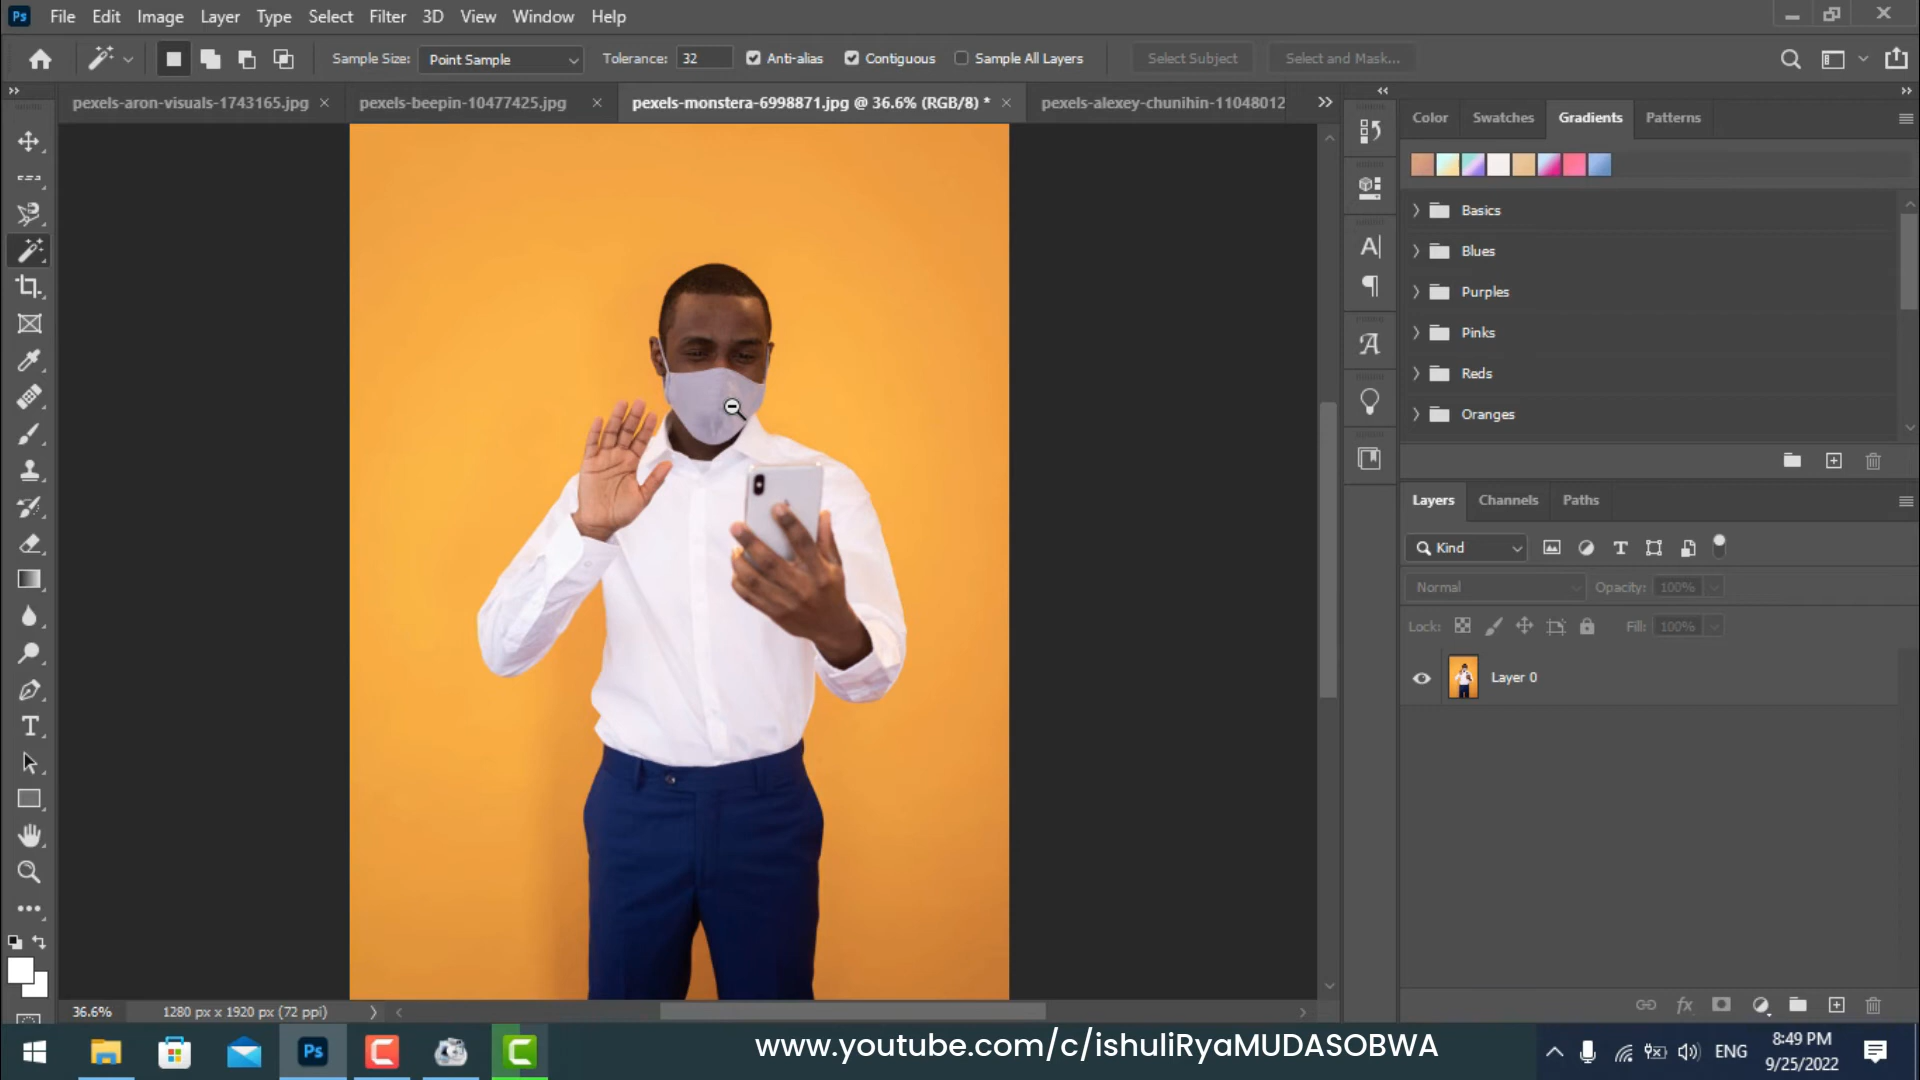 Ps File Edit Image Layer Type Select Filter 3D View Window Help
Sample Size: Point Sample Tolerance: 32 Anti-alias Contiguous Sample All Layers Select Subject Select and Mask...
pexels-aron-visuals-1743165.jpg × pexels-beepin-10477425.jpg × pexels-monstera-6998871.jpg @ 36.6% (RGB/8) * × pexels-alexey-chunihin-11048012
Color Swatches Gradients Patterns
Basics
Blues
Purples
Pinks
Reds
Oranges
Layers Channels Paths
Kind
Normal Opacity: 100%
Lock: Fill: 100%
Layer 0
36.6% 1280 px x 1920 px (72 ppi)
www.youtube.com/c/ishuliRyaMUDASOBWA
ENG
8:49 PM
9/25/2022